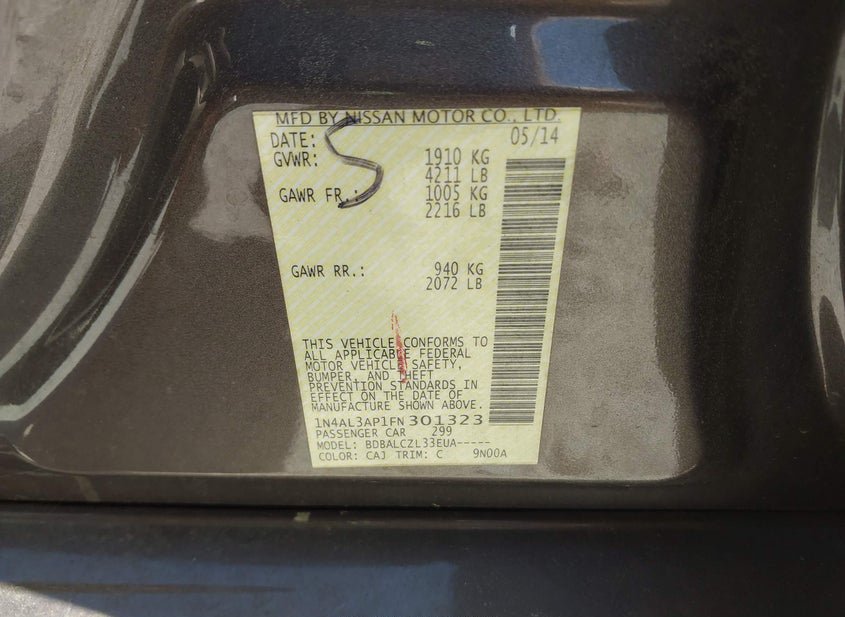 MFD BY NISSAN MOTOR CO., LTD.
DATE: 05/14
GVWR: 1910 KG
4211 LB
GAWR FR.: 1005 KG
2216 LB
GAWR RR.: 940 KG
2072 LB
THIS VEHICLE CONFORMS TO
ALL APPLICABLE FEDERAL
MOTOR VEHICLE SAFETY,
BUMPER, AND THEFT
PREVENTION STANDARDS IN
EFFECT ON THE DATE OF
MANUFACTURE SHOWN ABOVE.
1N4AL3AP1FN301323
PASSENGER CAR 299
MODEL: BDBALCZL33EUA-----
COLOR: CAJ TRIM: C 9N00A